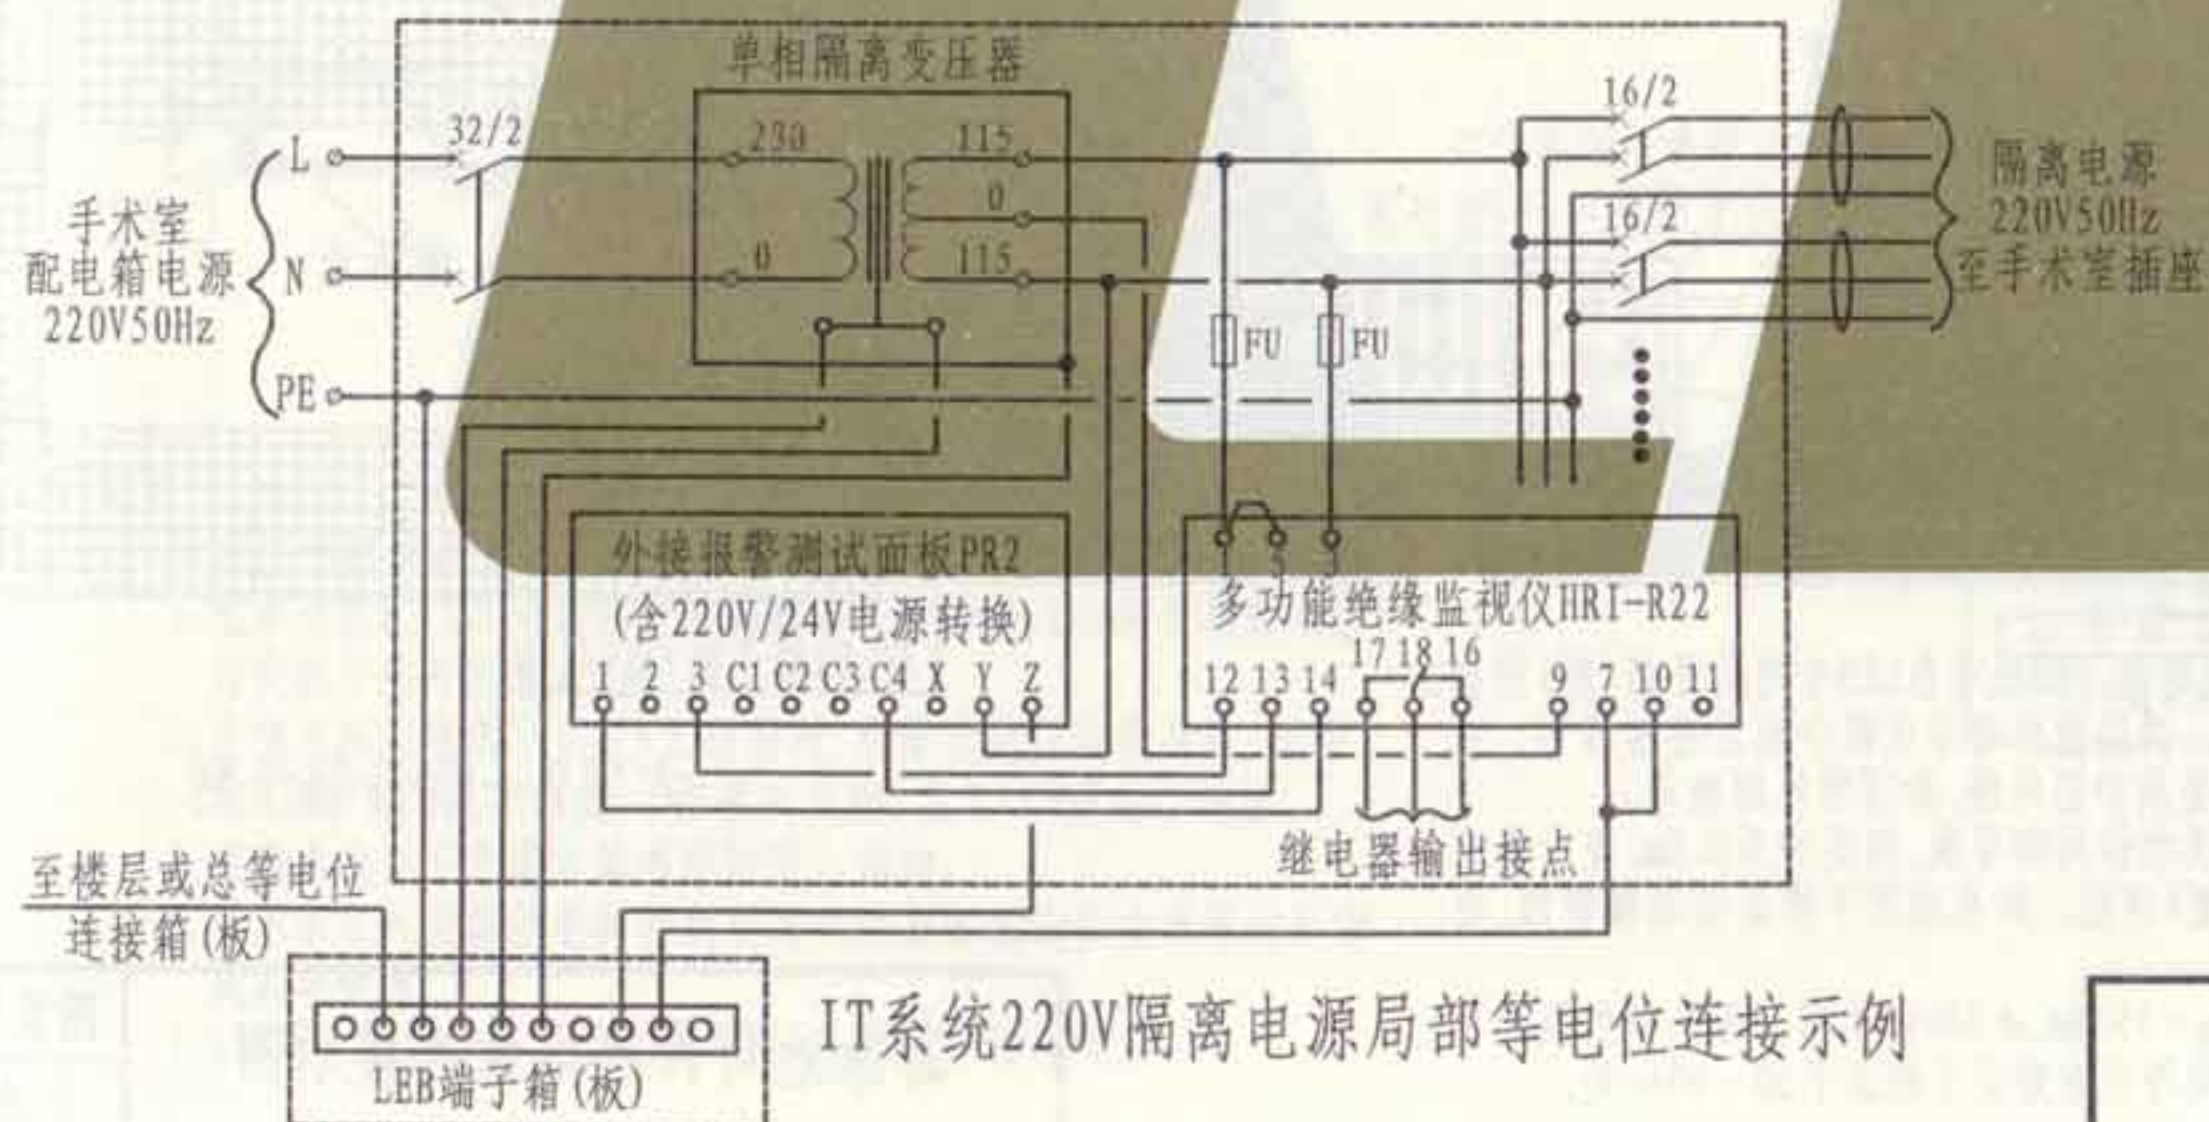 单相隔离变压器
32/2
230
115
0
0
115
L
N
PE
手术室
配电箱电源
220V50Hz
16/2
16/2
隔离电源
220V50Hz
至手术室插座
FU
FU
外接报警测试面板PR2
(含220V/24V电源转换)
1 2 3 C1 C2 C3 C4 X Y Z
1 5 3
多功能绝缘监视仪HRI-R22
17 18 16
12 13 14 9 7 10 11
继电器输出接点
至楼层或总等电位
连接箱(板)
LEB端子箱(板)
IT系统220V隔离电源局部等电位连接示例